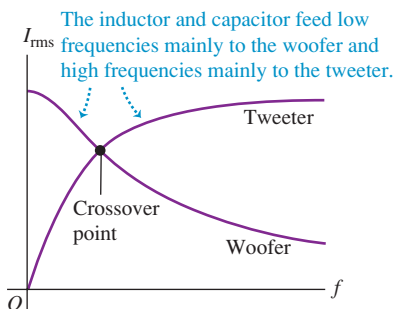 The inductor and capacitor feed low
frequencies mainly to the woofer and
high frequencies mainly to the tweeter.
Irms
Tweeter
Crossover
point
Woofer
f
O